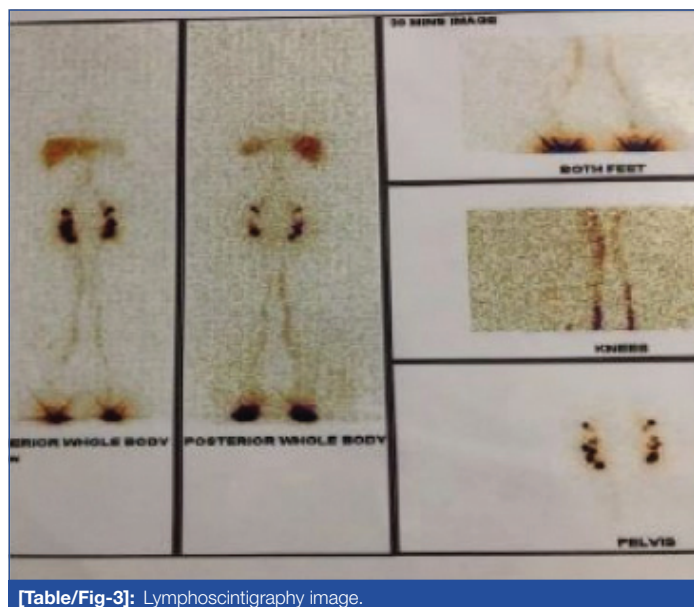 30 MINS IMAGE
BOTH FEET
KNEES
ERIOR WHOLE BODY
POSTERIOR WHOLE BODY
PELVIS
[Table/Fig-3]: Lymphoscintigraphy image.